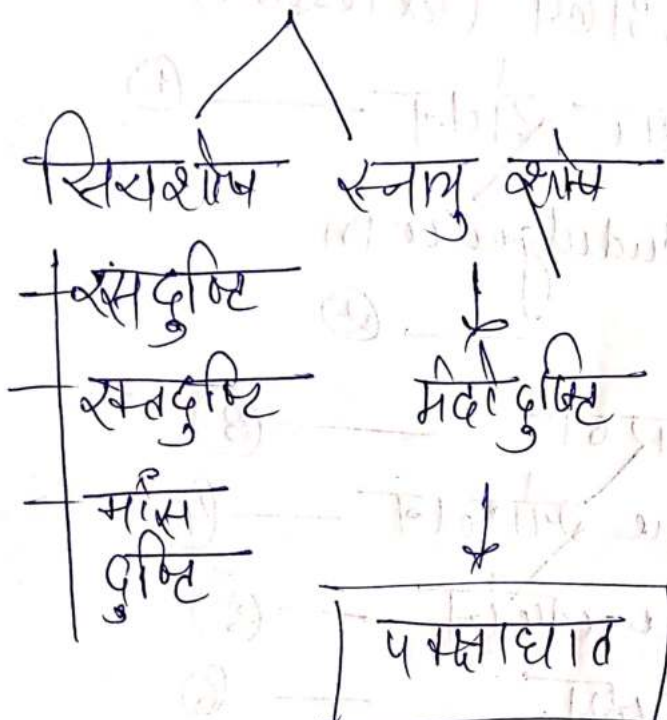 सिराशोष स्नायु शोष
रसदुष्टि
रक्तदुष्टि मेदोदुष्टि
माँस
दुष्टि
पक्षाघात